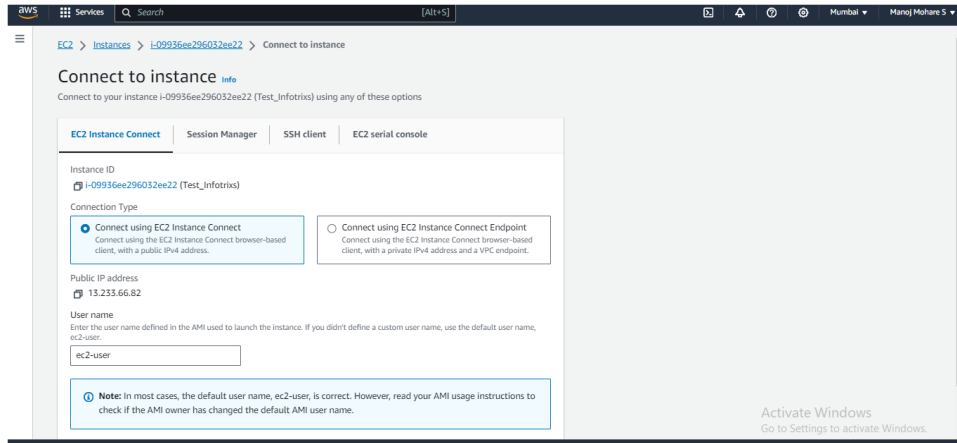 aws
Services
Search
[Alt+S]
Mumbai
Manoj Mohare S
EC2 > Instances > i-09936ee296032ee22 > Connect to instance
Connect to instance Info
Connect to your instance i-09936ee296032ee22 (Test_Infotrixs) using any of these options
EC2 Instance Connect
Session Manager
SSH client
EC2 serial console
Instance ID
i-09936ee296032ee22 (Test_Infotrixs)
Connection Type
Connect using EC2 Instance Connect
Connect using the EC2 Instance Connect browser-based
client, with a public IPv4 address.
Connect using EC2 Instance Connect Endpoint
Connect using the EC2 Instance Connect browser-based
client, with a private IPv4 address and a VPC endpoint.
Public IP address
13.233.66.82
User name
Enter the user name defined in the AMI used to launch the instance. If you didn't define a custom user name, use the default user name,
ec2-user.
ec2-user
Note: In most cases, the default user name, ec2-user, is correct. However, read your AMI usage instructions to
check if the AMI owner has changed the default AMI user name.
Activate Windows
Go to Settings to activate Windows.